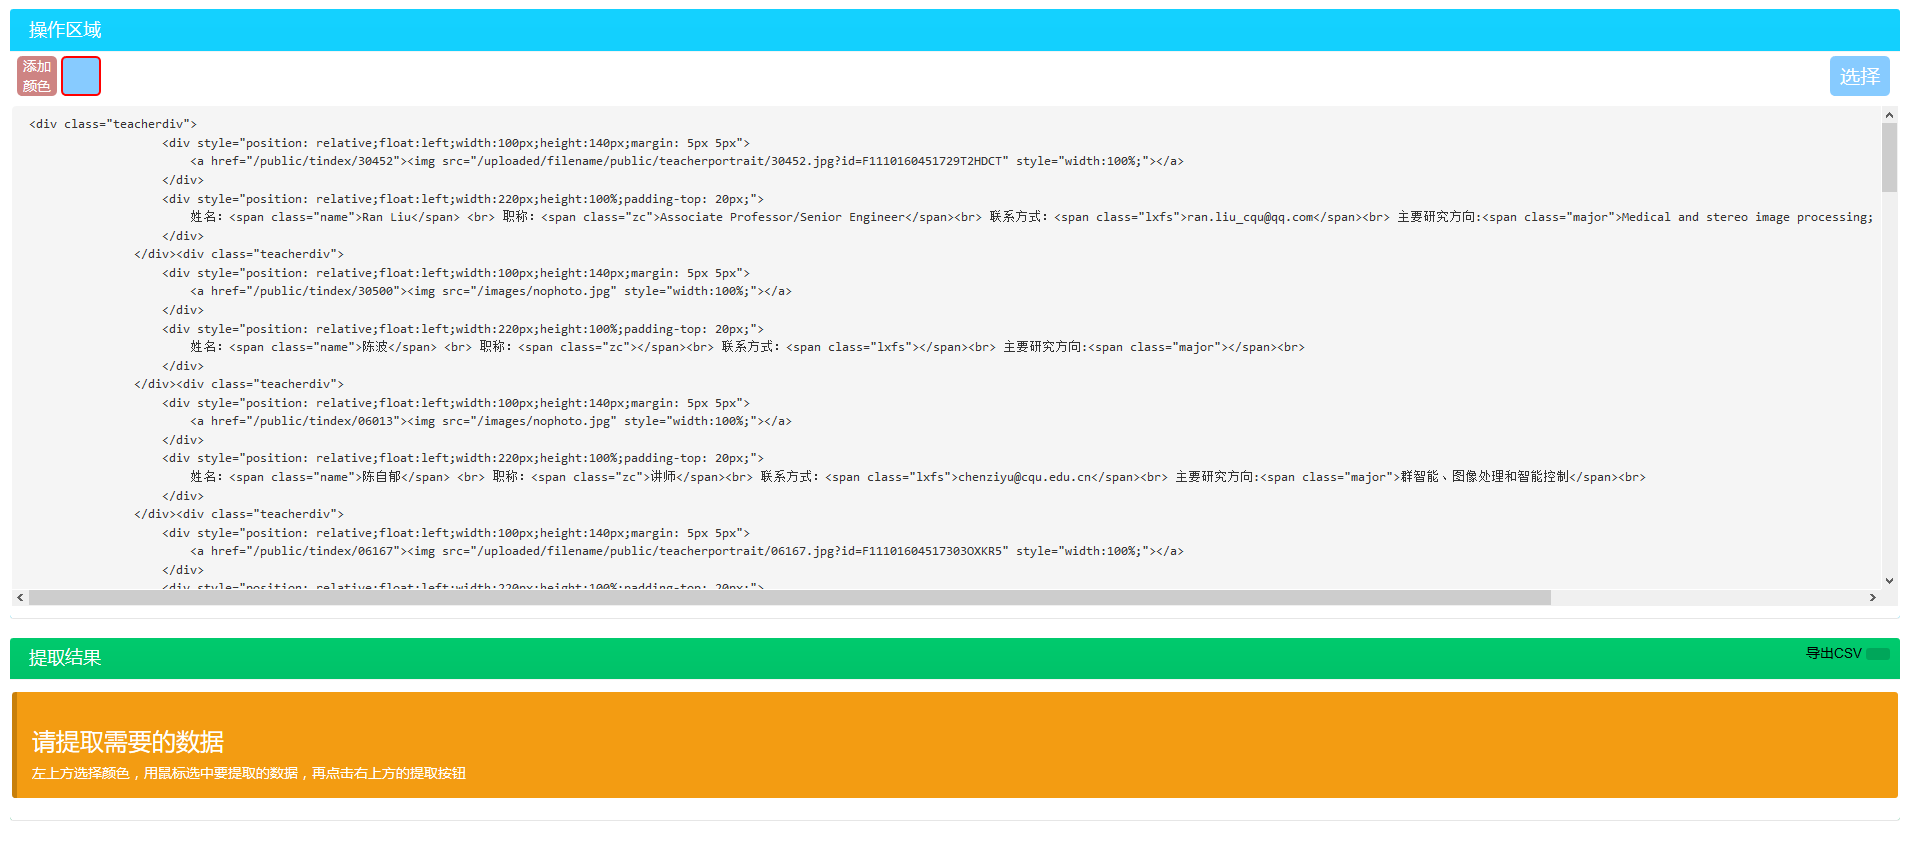 操作区域
添加
颜色
选择
<div class="teacherdiv">
<div style="position: relative;float:left;width:100px;height:140px;margin: 5px 5px">
<a href="/public/tindex/30452"><img src="/uploaded/filename/public/teacherportrait/30452.jpg?id=F1110160451729T2HDCT" style="width:100%;"></a>
</div>
<div style="position: relative;float:left;width:220px;height:100%;padding-top: 20px;">
姓名：<span class="name">Ran Liu</span> <br> 职称：<span class="zc">Associate Professor/Senior Engineer</span><br> 联系方式：<span class="lxfs">ran.liu_cqu@qq.com</span><br> 主要研究方向:<span class="major">Medical and stereo image processing;
</div>
</div><div class="teacherdiv">
<div style="position: relative;float:left;width:100px;height:140px;margin: 5px 5px">
<a href="/public/tindex/30500"><img src="/images/nophoto.jpg" style="width:100%;"></a>
</div>
<div style="position: relative;float:left;width:220px;height:100%;padding-top: 20px;">
姓名：<span class="name">陈波</span> <br> 职称：<span class="zc"></span><br> 联系方式：<span class="lxfs"></span><br> 主要研究方向:<span class="major"></span><br>
</div>
</div><div class="teacherdiv">
<div style="position: relative;float:left;width:100px;height:140px;margin: 5px 5px">
<a href="/public/tindex/06013"><img src="/images/nophoto.jpg" style="width:100%;"></a>
</div>
<div style="position: relative;float:left;width:220px;height:100%;padding-top: 20px;">
姓名：<span class="name">陈自郁</span> <br> 职称：<span class="zc">讲师</span><br> 联系方式：<span class="lxfs">chenziyu@cqu.edu.cn</span><br> 主要研究方向:<span class="major">群智能、图像处理和智能控制</span><br>
</div>
</div><div class="teacherdiv">
<div style="position: relative;float:left;width:100px;height:140px;margin: 5px 5px">
<a href="/public/tindex/06167"><img src="/uploaded/filename/public/teacherportrait/06167.jpg?id=F11101604517303OXKR5" style="width:100%;"></a>
</div>
<div style="position: relative;float:left;width:220px;height:100%;padding-top: 20px;">
提取结果
导出CSV
请提取需要的数据
左上方选择颜色，用鼠标选中要提取的数据，再点击右上方的提取按钮